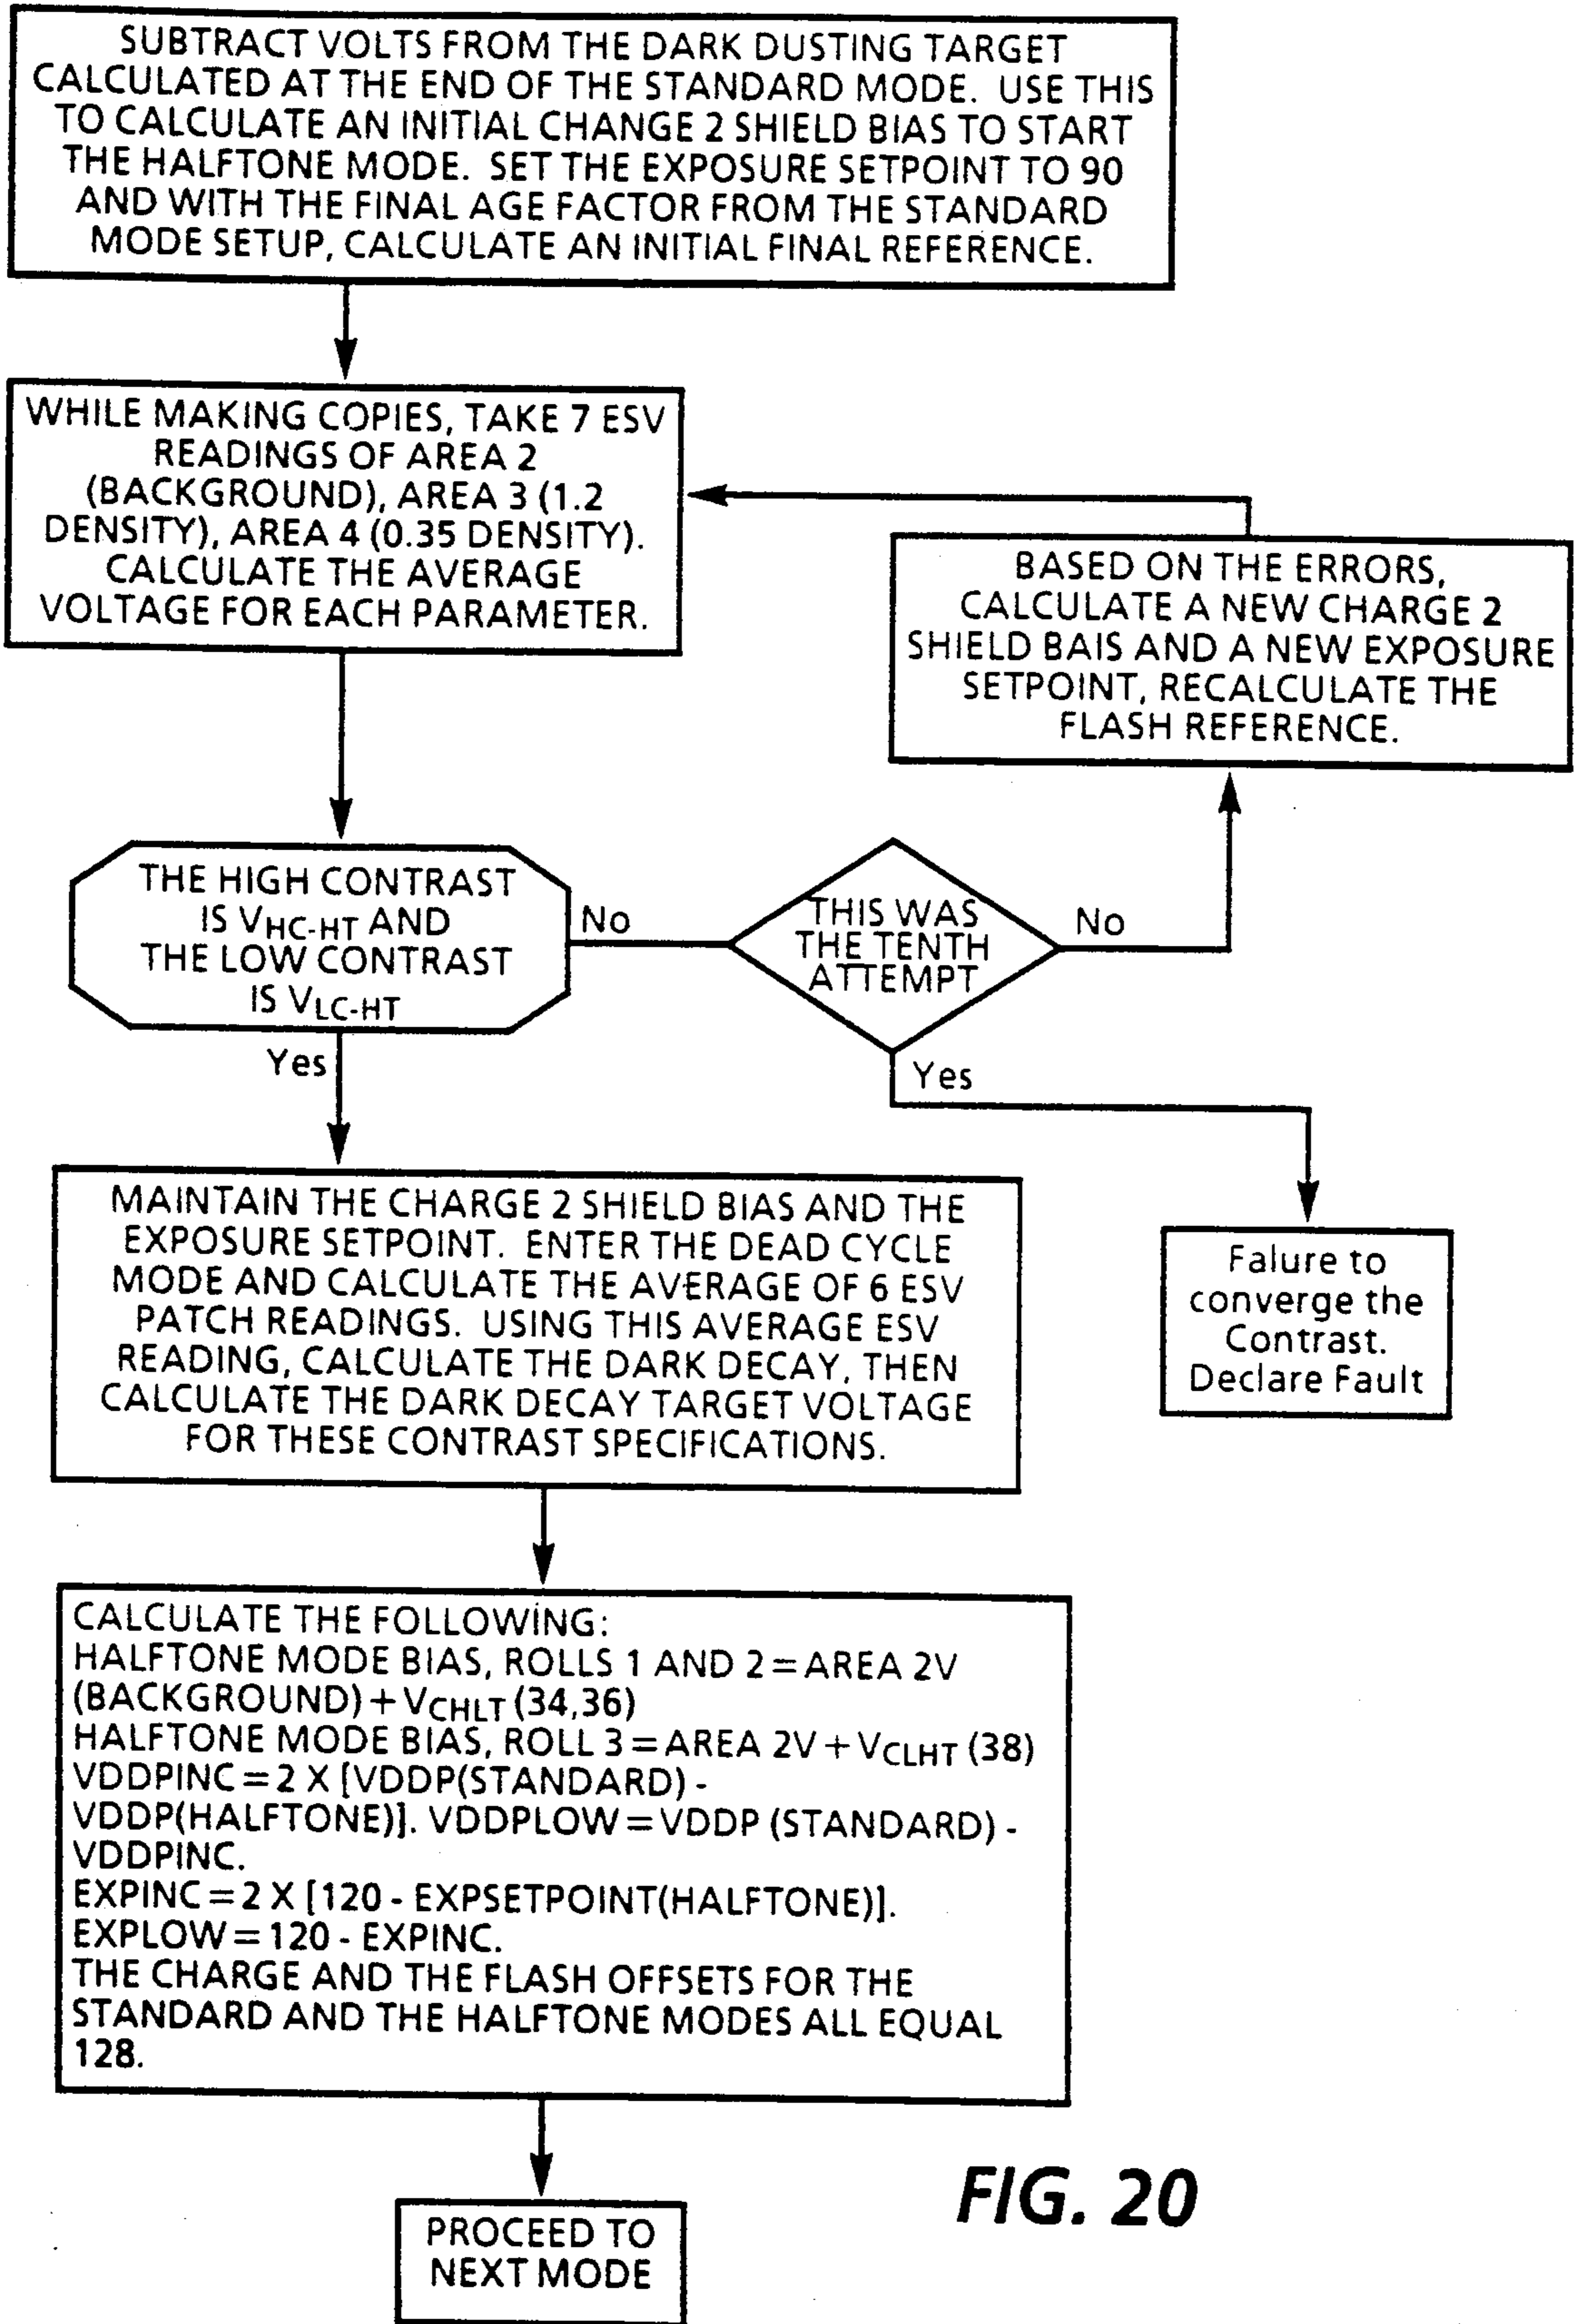 SUBTRACT VOLTS FROM THE DARK DUSTING TARGET
CALCULATED AT THE END OF THE STANDARD MODE. USE THIS
TO CALCULATE AN INITIAL CHANGE 2 SHIELD BIAS TO START
THE HALFTONE MODE. SET THE EXPOSURE SETPOINT TO 90
AND WITH THE FINAL AGE FACTOR FROM THE STANDARD
MODE SETUP, CALCULATE AN INITIAL FINAL REFERENCE.
WHILE MAKING COPIES, TAKE 7 ESV
READINGS OF AREA 2
(BACKGROUND), AREA 3 (1.2
DENSITY), AREA 4 (0.35 DENSITY).
CALCULATE THE AVERAGE
VOLTAGE FOR EACH PARAMETER.
BASED ON THE ERRORS,
CALCULATE A NEW CHARGE 2
SHIELD BAIS AND A NEW EXPOSURE
SETPOINT, RECALCULATE THE
FLASH REFERENCE.
THE HIGH CONTRAST
IS VHC-HT AND
THE LOW CONTRAST
IS VLC-HT
No
THIS WAS
THE TENTH
ATTEMPT
No
Yes
Yes
MAINTAIN THE CHARGE 2 SHIELD BIAS AND THE
EXPOSURE SETPOINT. ENTER THE DEAD CYCLE
MODE AND CALCULATE THE AVERAGE OF 6 ESV
PATCH READINGS. USING THIS AVERAGE ESV
READING, CALCULATE THE DARK DECAY, THEN
CALCULATE THE DARK DECAY TARGET VOLTAGE
FOR THESE CONTRAST SPECIFICATIONS.
Falure to
converge the
Contrast.
Declare Fault
CALCULATE THE FOLLOWING:
HALFTONE MODE BIAS, ROLLS 1 AND 2 = AREA 2V
(BACKGROUND) + VCHLT (34,36)
HALFTONE MODE BIAS, ROLL 3 = AREA 2V + VCLHT (38)
VDDPINC = 2 X [VDDP(STANDARD) -
VDDP(HALFTONE)]. VDDPLOW = VDDP (STANDARD) -
VDDPINC.
EXPINC = 2 X [120 - EXPSETPOINT(HALFTONE)].
EXPLOW = 120 - EXPINC.
THE CHARGE AND THE FLASH OFFSETS FOR THE
STANDARD AND THE HALFTONE MODES ALL EQUAL
128.
PROCEED TO
NEXT MODE
FIG. 20